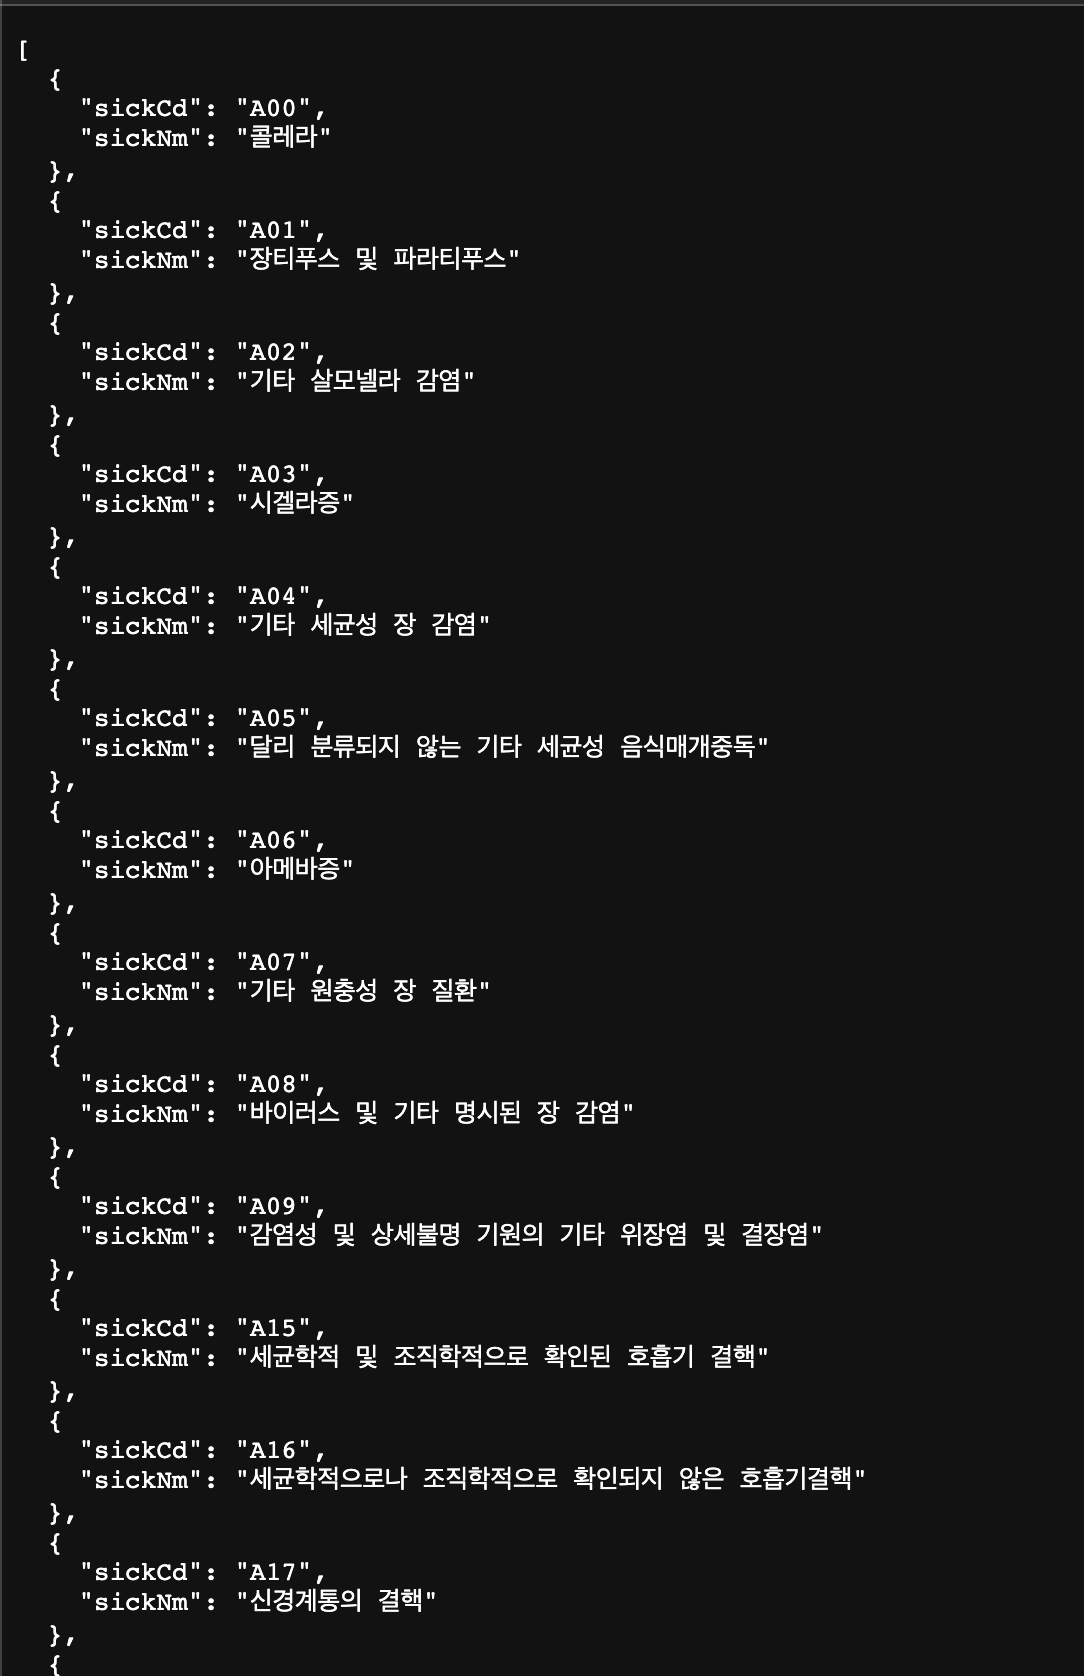 [
{
"sickCd": "A00",
"sickNm": "콜레라"
},
{
"sickCd": "A01",
"sickNm": "장티푸스 및 파라티푸스"
},
{
"sickCd": "A02",
"sickNm": "기타 살모넬라 감염"
},
{
"sickCd": "A03",
"sickNm": "시겔라증"
},
{
"sickCd": "A04",
"sickNm": "기타 세균성 장 감염"
},
{
"sickCd": "A05",
"sickNm": "달리 분류되지 않는 기타 세균성 음식매개중독"
},
{
"sickCd": "A06",
"sickNm": "아메바증"
},
{
"sickCd": "A07",
"sickNm": "기타 원충성 장 질환"
},
{
"sickCd": "A08",
"sickNm": "바이러스 및 기타 명시된 장 감염"
},
{
"sickCd": "A09",
"sickNm": "감염성 및 상세불명 기원의 기타 위장염 및 결장염"
},
{
"sickCd": "A15",
"sickNm": "세균학적 및 조직학적으로 확인된 호흡기 결핵"
},
{
"sickCd": "A16",
"sickNm": "세균학적으로나 조직학적으로 확인되지 않은 호흡기결핵"
},
{
"sickCd": "A17",
"sickNm": "신경계통의 결핵"
},
{